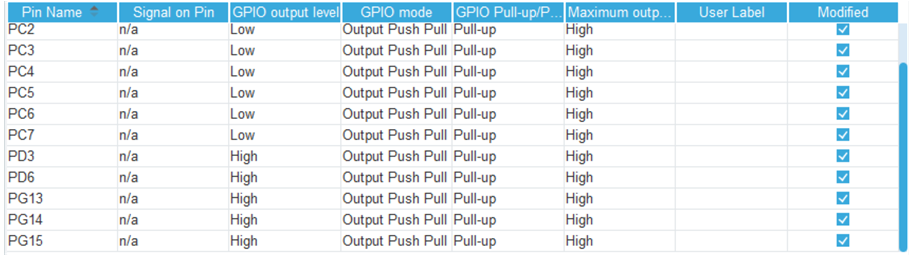 Pin Name Signal on Pin GPIO output level GPIO mode GPIO Pull-up/P... Maximum outp... User Label Modified
PC2 n/a Low Output Push Pull Pull-up High
PC3 n/a Low Output Push Pull Pull-up High
PC4 n/a Low Output Push Pull Pull-up High
PC5 n/a Low Output Push Pull Pull-up High
PC6 n/a Low Output Push Pull Pull-up High
PC7 n/a Low Output Push Pull Pull-up High
PD3 n/a High Output Push Pull Pull-up High
PD6 n/a High Output Push Pull Pull-up High
PG13 n/a High Output Push Pull Pull-up High
PG14 n/a High Output Push Pull Pull-up High
PG15 n/a High Output Push Pull Pull-up High